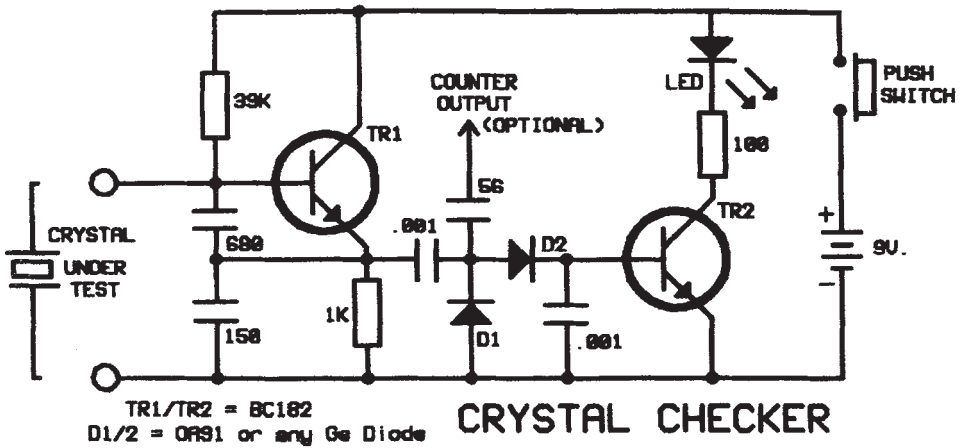 39K
TR1
COUNTER
OUTPUT
(OPTIONAL)
LED
PUSH
SWITCH
100
56
TR2
CRYSTAL
UNDER
TEST
680
.001
D2
+
9V.
-
150
1K
D1
.001
TR1/TR2 = BC182
D1/2 = OA91 or any Ge Diode
CRYSTAL CHECKER